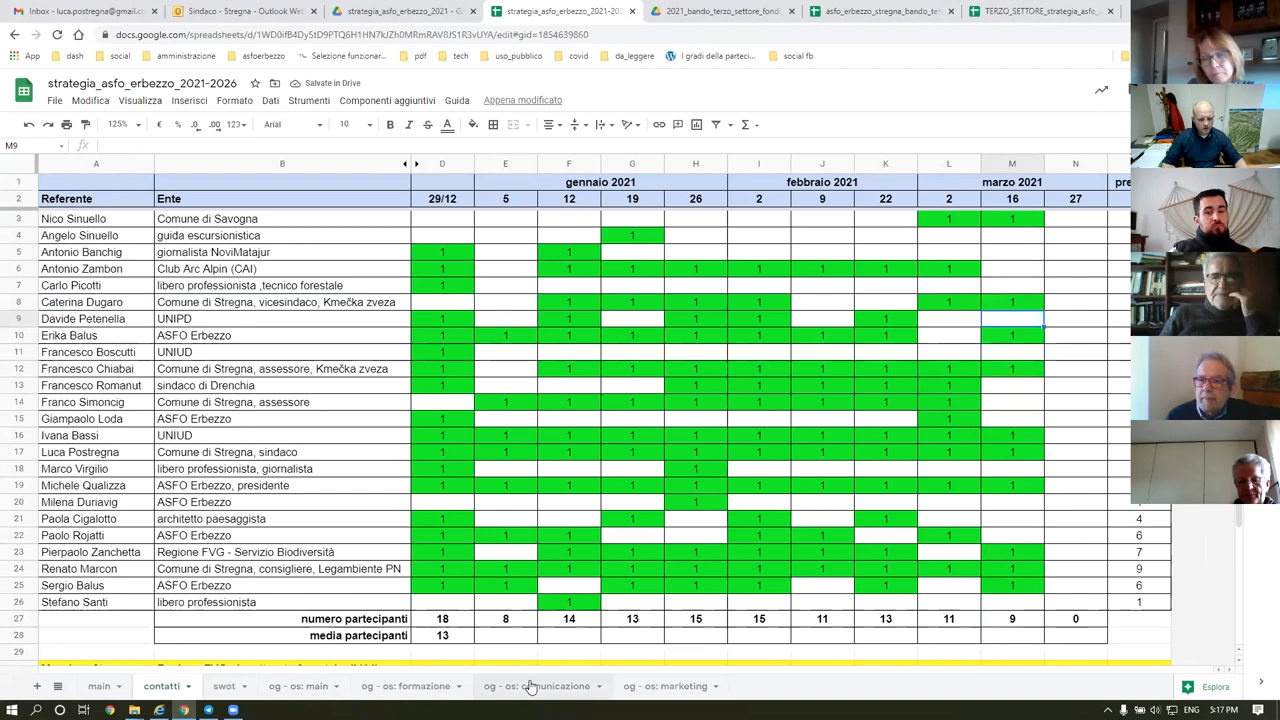 Inbox - luca.postregna@gmail.co
Sindaco - Stregna - Outlook Web
strategia_asfo_erbezzo_2021 - G
strategia_asfo_erbezzo_2021-202
2021_bando_terzo_settore_fond
asfo_erbezzo_stregna_bando_te
TERZO_SETTORE_strategia_asfo_
docs.google.com/spreadsheets/d/1WD0fB4Dy5tD9PTQ6H1HN7kJZh0MRmRAV8JS1R3vUYA/edit#gid=1854639860
App dash social amministrazione asfoerbezzo Selezione funzionar... pdf tech uso_pubblico covid da_leggere I gradi della parteci... social fb
strategia_asfo_erbezzo_2021-2026 Salvate in Drive
File Modifica Visualizza Inserisci Formato Dati Strumenti Componenti aggiuntivi Guida Appena modificato
125% € % .0 .00 123 Arial 10 B I S A
M9 fx
A B D E F G H I J K L M N
1 gennaio 2021 febbraio 2021 marzo 2021 pre
2 Referente Ente 29/12 5 12 19 26 2 9 22 2 16 27
3 Nico Sinuello Comune di Savogna 1 1
4 Angelo Sinuello guida escursionistica 1
5 Antonio Banchig giornalista NoviMatajur 1 1
6 Antonio Zambon Club Arc Alpin (CAI) 1 1 1 1 1 1 1 1
7 Carlo Picotti libero professionista ,tecnico forestale 1
8 Caterina Dugaro Comune di Stregna, vicesindaco, Kmečka zveza 1 1 1 1 1 1
9 Davide Petenella UNIPD 1 1 1 1 1
10 Erika Balus ASFO Erbezzo 1 1 1 1 1 1 1 1 1
11 Francesco Boscutti UNIUD 1
12 Francesco Chiabai Comune di Stregna, assessore, Kmečka zveza 1 1 1 1 1 1 1 1 1
13 Francesco Romanut sindaco di Drenchia 1 1 1 1 1 1
14 Franco Simoncig Comune di Stregna, assessore 1 1 1 1 1 1 1 1
15 Giampaolo Loda ASFO Erbezzo 1 1
16 Ivana Bassi UNIUD 1 1 1 1 1 1 1 1 1 1
17 Luca Postregna Comune di Stregna, sindaco 1 1 1 1 1 1 1 1 1 1
18 Marco Virgilio libero professionista, giornalista 1 1
19 Michele Qualizza ASFO Erbezzo, presidente 1 1 1 1 1 1 1 1 1 1
20 Milena Duriavig ASFO Erbezzo 1
21 Paola Cigalotto architetto paesaggista 1 1 1 1 4
22 Paolo Rojatti ASFO Erbezzo 1 1 1 1 1 1 6
23 Pierpaolo Zanchetta Regione FVG - Servizio Biodiversità 1 1 1 1 1 1 1 1 7
24 Renato Marcon Comune di Stregna, consigliere, Legambiente PN 1 1 1 1 1 1 1 1 1 1 9
25 Sergio Balus ASFO Erbezzo 1 1 1 1 1 1 1 6
26 Stefano Santi libero professionista 1 1
27 numero partecipanti 18 8 14 13 15 15 11 13 11 9 0
28 media partecipanti 13
29
main contatti swot og - os: main og - os: formazione og - os: comunicazione og - os: marketing Esplora
ENG 5:17 PM